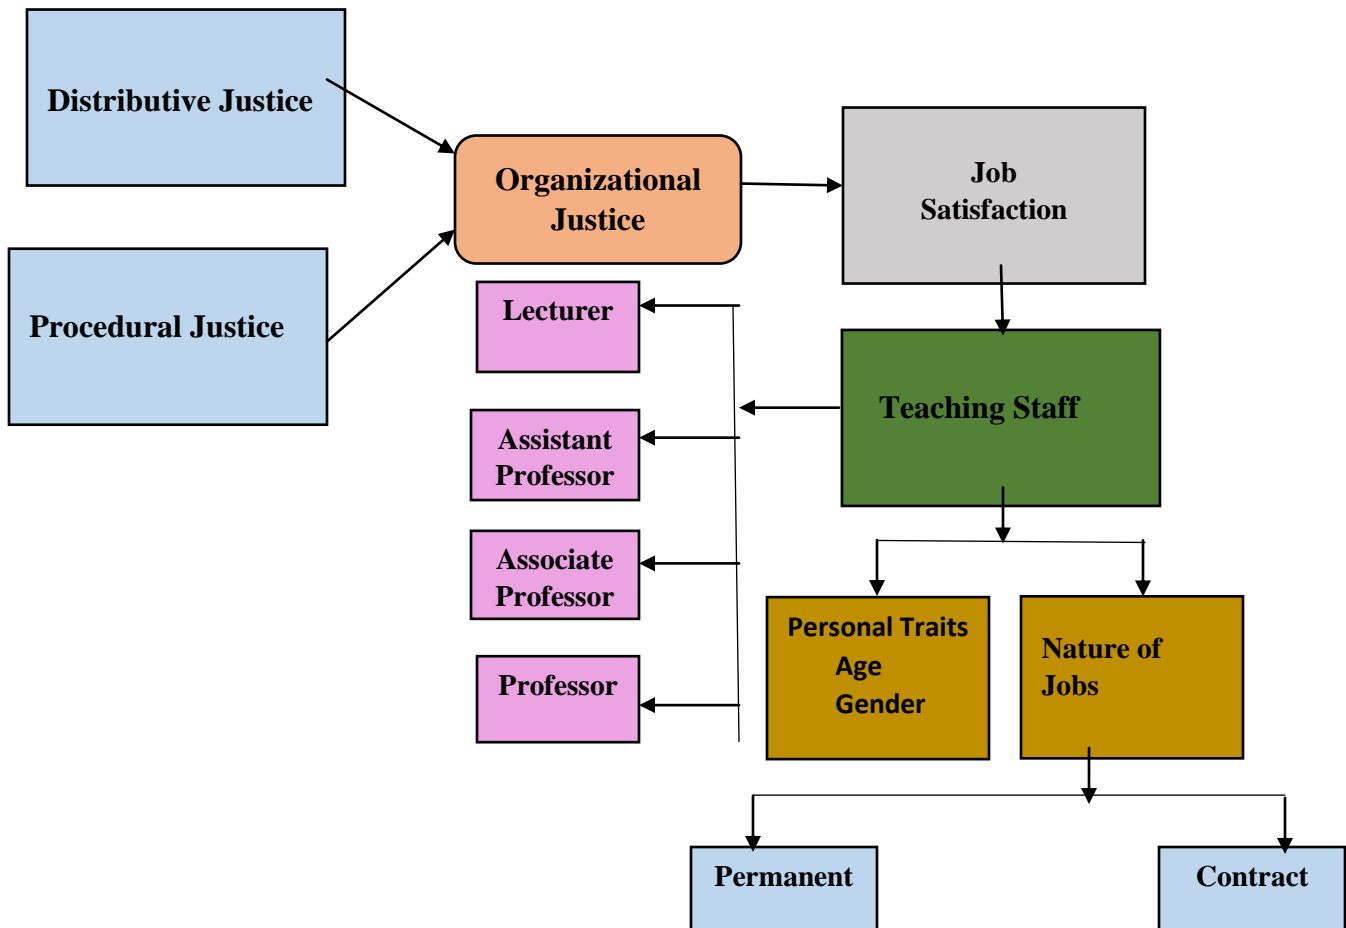 Distributive Justice
Organizational
Justice
Job
Satisfaction
Procedural Justice
Lecturer
Teaching Staff
Assistant
Professor
Associate
Professor
Professor
Personal Traits
Age
Gender
Nature of
Jobs
Permanent
Contract